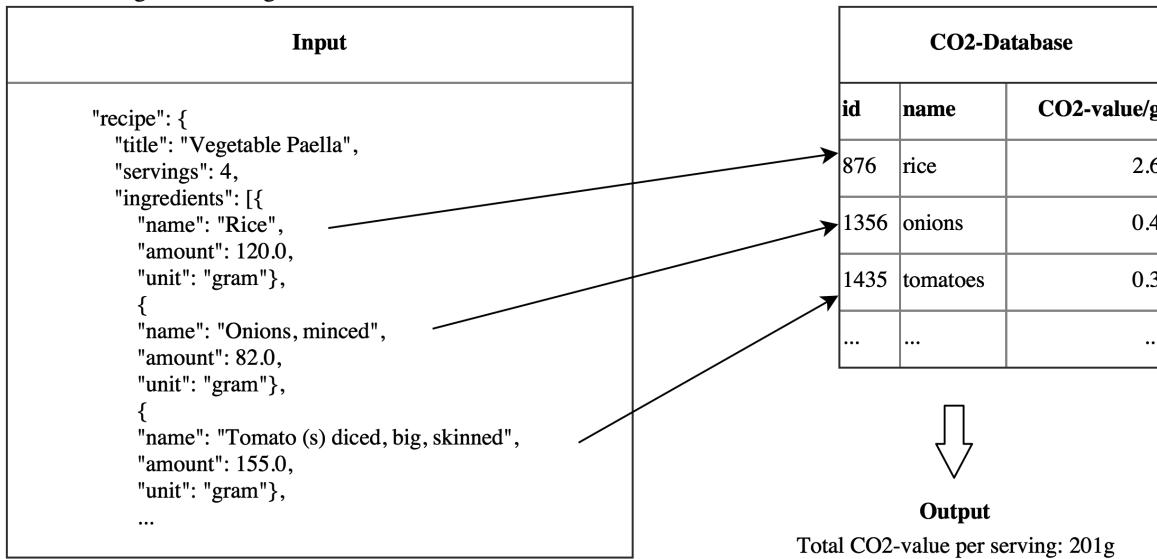 Input
"recipe": {
"title": "Vegetable Paella",
"servings": 4,
"ingredients": [{
"name": "Rice",
"amount": 120.0,
"unit": "gram"},
{
"name": "Onions, minced",
"amount": 82.0,
"unit": "gram"},
{
"name": "Tomato (s) diced, big, skinned",
"amount": 155.0,
"unit": "gram"},
...
CO2-Database
id name CO2-value/g
876 rice 2.6
1356 onions 0.4
1435 tomatoes 0.3
... ... ...
Output
Total CO2-value per serving: 201g